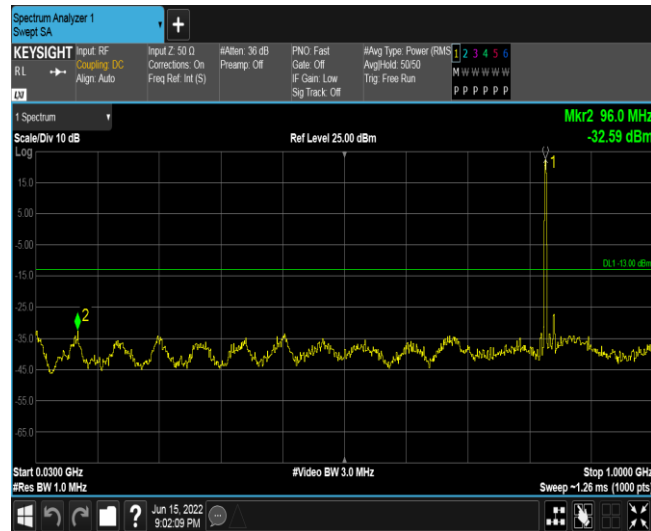 Spectrum Analyzer 1
Swept SA
KEYSIGHT
RL
LXI
Input: RF
Coupling: DC
Align: Auto
Input Z: 50 Ω
Corrections: On
Freq Ref: Int (S)
#Atten: 36 dB
Preamp: Off
PNO: Fast
Gate: Off
IF Gain: Low
Sig Track: Off
#Avg Type: Power (RMS
Avg|Hold: 50/50
Trig: Free Run
1 2 3 4 5 6
M W W W W W
P P P P P P
1 Spectrum
Mkr2 96.0 MHz
-32.59 dBm
Scale/Div 10 dB
Ref Level 25.00 dBm
Log
1
15.0
5.00
-5.00
DL1 -13.00 dBm
-15.0
-25.0
2
-35.0
-45.0
-55.0
-65.0
Start 0.0300 GHz
#Video BW 3.0 MHz
Stop 1.0000 GHz
#Res BW 1.0 MHz
Sweep ~1.26 ms (1000 pts)
?
Jun 15, 2022
9:02:09 PM